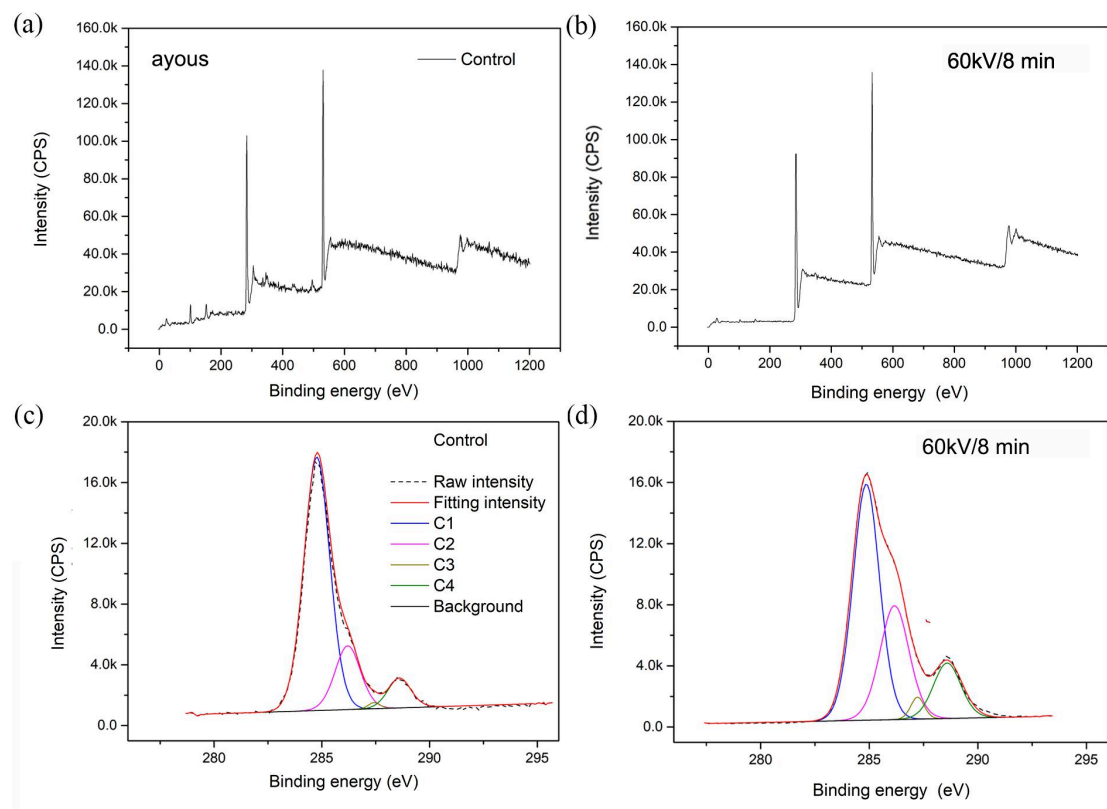 (a)
160.0k
140.0k
120.0k
100.0k
80.0k
60.0k
40.0k
20.0k
0.0
Intensity (CPS)
ayous
Control
0 200 400 600 800 1000 1200
Binding energy (eV)
(b)
160.0k
140.0k
120.0k
100.0k
80.0k
60.0k
40.0k
20.0k
0.0
Intensity (CPS)
60kV/8 min
0 200 400 600 800 1000 1200
Binding energy (eV)
(c)
20.0k
16.0k
12.0k
8.0k
4.0k
0.0
Intensity (CPS)
Control
Raw intensity
Fitting intensity
C1
C2
C3
C4
Background
280 285 290 295
Binding energy (eV)
(d)
20.0k
16.0k
12.0k
8.0k
4.0k
0.0
Intensity (CPS)
60kV/8 min
280 285 290 295
Binding energy (eV)